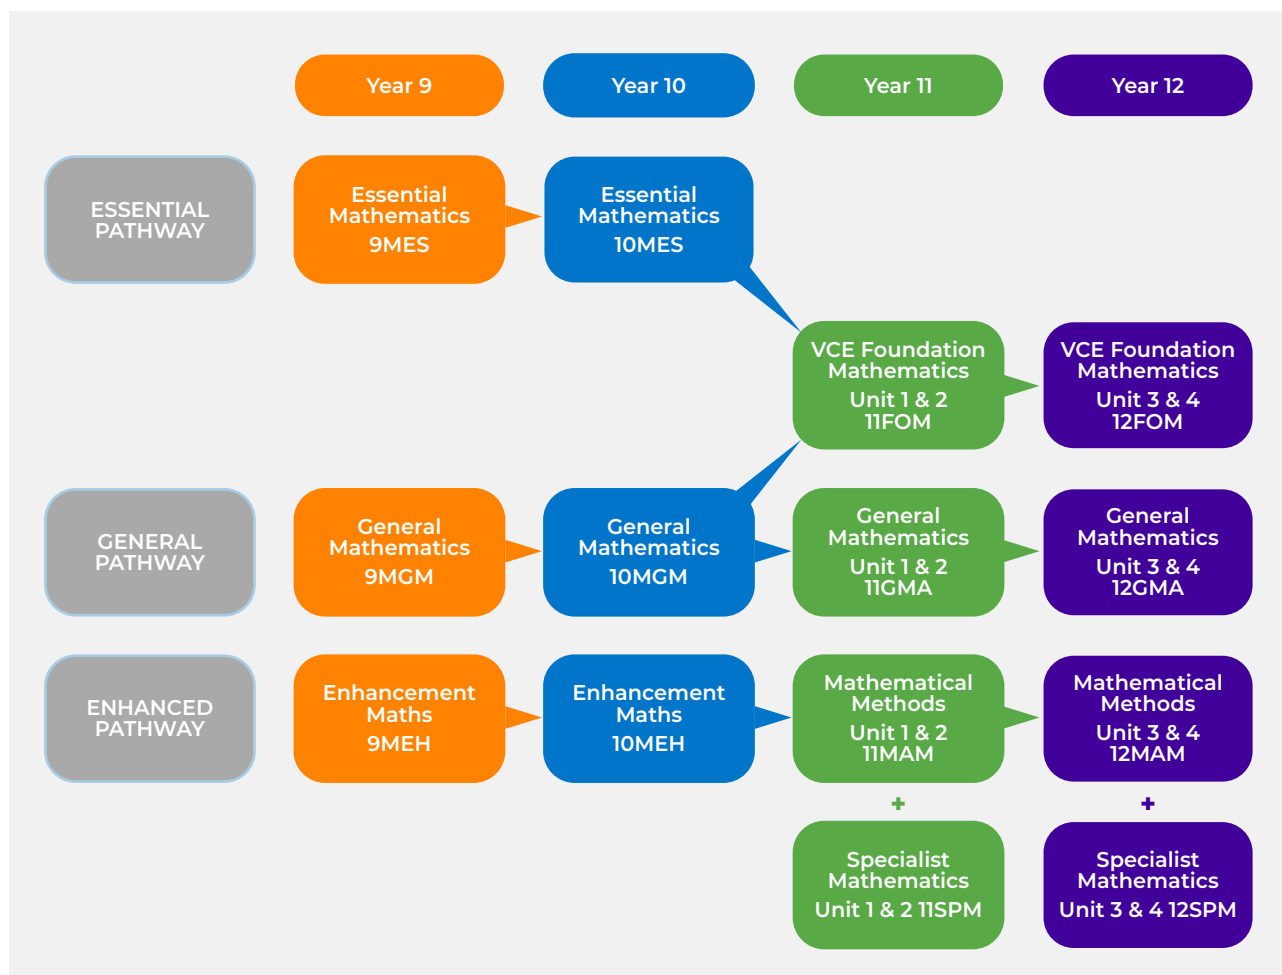 Year 9
Year 10
Year 11
Year 12
ESSENTIAL
PATHWAY
Essential
Mathematics
9MES
Essential
Mathematics
10MES
VCE Foundation
Mathematics
Unit 1 & 2
11FOM
VCE Foundation
Mathematics
Unit 3 & 4
12FOM
GENERAL
PATHWAY
General
Mathematics
9MGM
General
Mathematics
10MGM
General
Mathematics
Unit 1 & 2
11GMA
General
Mathematics
Unit 3 & 4
12GMA
ENHANCED
PATHWAY
Enhancement
Maths
9MEH
Enhancement
Maths
10MEH
Mathematical
Methods
Unit 1 & 2
11MAM
Mathematical
Methods
Unit 3 & 4
12MAM
+
+
Specialist
Mathematics
Unit 1 & 2 11SPM
Specialist
Mathematics
Unit 3 & 4 12SPM